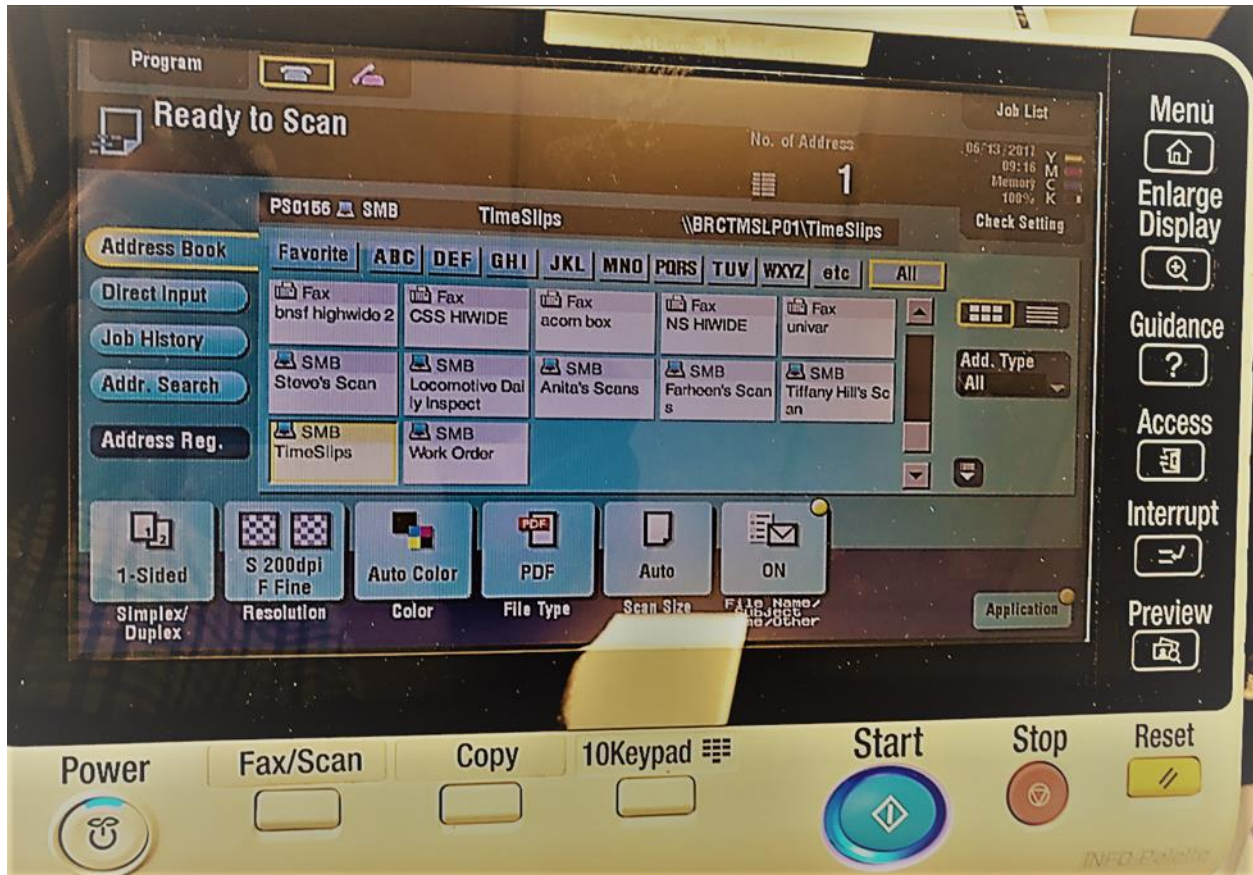 Program
Ready to Scan
Job List
No. of Address
1
06/13/2017
09:16
Memory
100%
Y
M
C
K
PS0156 SMB TimeSlips \\BRCTMSLP01\TimeSlips
Check Setting
Address Book
Direct Input
Job History
Addr. Search
Address Reg.
Favorite ABC DEF GHI JKL MNO PQRS TUV WXYZ etc All
Fax
bnsf highwide 2
Fax
CSS HIWIDE
Fax
acorn box
Fax
NS HIWIDE
Fax
univar
SMB
Steve's Scan
SMB
Locomotive Dai
ly Inspect
SMB
Anita's Scans
SMB
Farheen's Scan
s
SMB
Tiffany Hill's Sc
an
SMB
TimeSlips
SMB
Work Order
Add. Type
All
1 2
1-Sided
Simplex/
Duplex
S 200dpi
F Fine
Resolution
Auto Color
Color
PDF
PDF
File Type
Auto
Scan Size
ON
File Name/
Subject
Name/Other
Application
Menu
Enlarge
Display
Guidance
?
Access
Interrupt
Preview
Power
Fax/Scan
Copy
10Keypad
Start
Stop
Reset
INFO-Palette